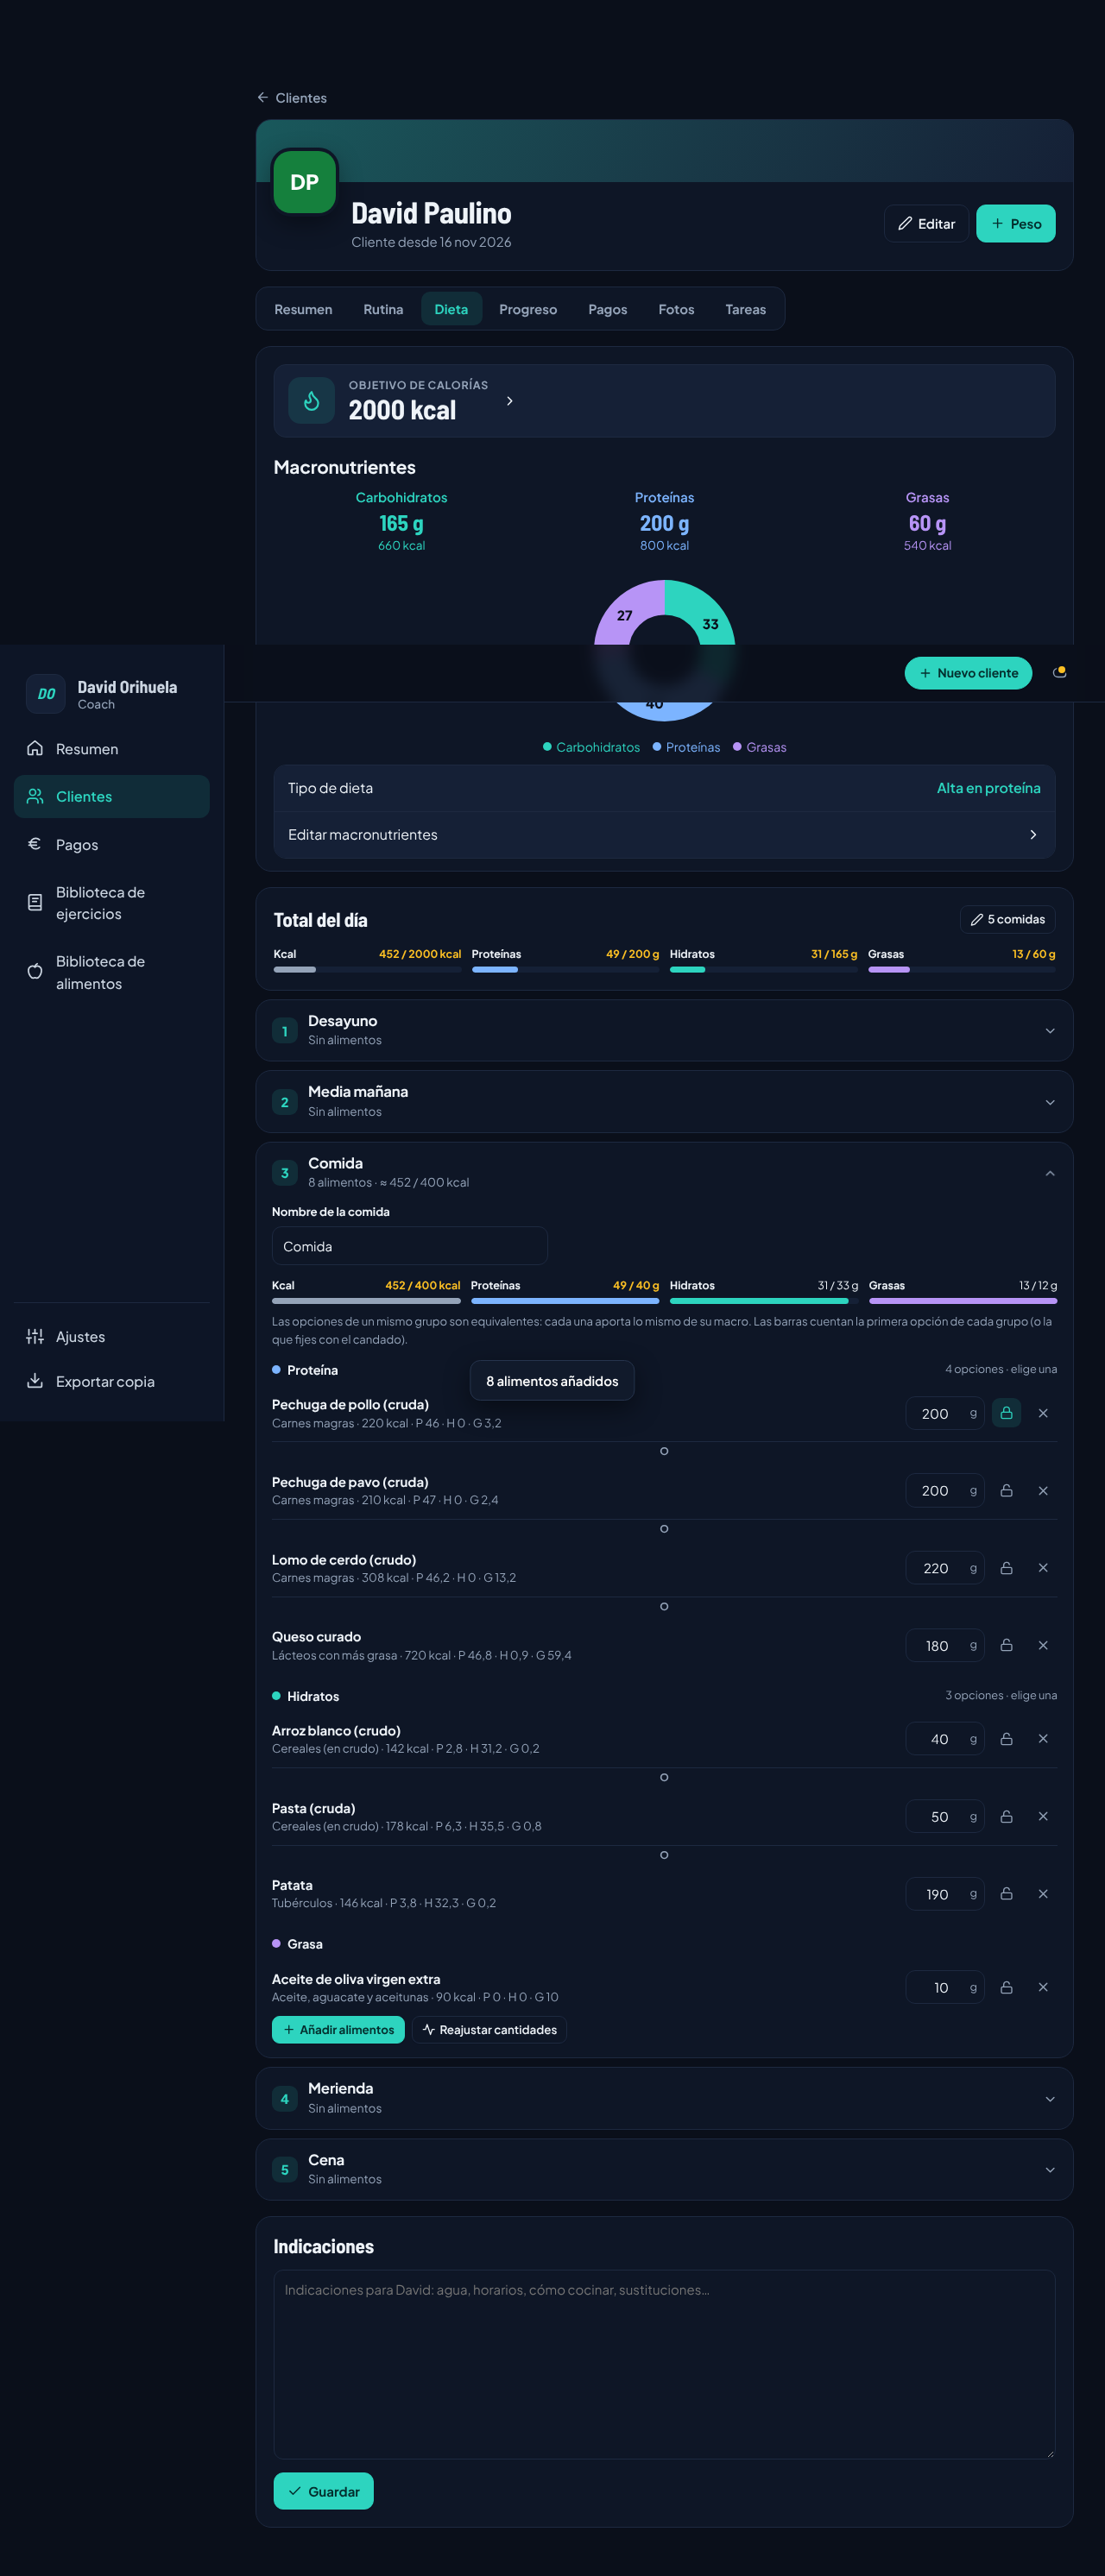 Clientes
DP
David Paulino
Cliente desde 16 nov 2026
Editar
Peso
Resumen
Rutina
Dieta
Progreso
Pagos
Fotos
Tareas
OBJETIVO DE CALORÍAS
2000 kcal
Macronutrientes
Carbohidratos
165 g
660 kcal
Proteínas
200 g
800 kcal
Grasas
60 g
540 kcal
27
33
40
Nuevo cliente
Carbohidratos
Proteínas
Grasas
Tipo de dieta
Alta en proteína
Editar macronutrientes
DO
David Orihuela
Coach
Resumen
Clientes
Pagos
Biblioteca de
ejercicios
Biblioteca de
alimentos
Ajustes
Exportar copia
Total del día
5 comidas
Kcal
452 / 2000 kcal
Proteínas
49 / 200 g
Hidratos
31 / 165 g
Grasas
13 / 60 g
1
Desayuno
Sin alimentos
2
Media mañana
Sin alimentos
3
Comida
8 alimentos · ≈ 452 / 400 kcal
Nombre de la comida
Comida
Kcal
452 / 400 kcal
Proteínas
49 / 40 g
Hidratos
31 / 33 g
Grasas
13 / 12 g
Las opciones de un mismo grupo son equivalentes: cada una aporta lo mismo de su macro. Las barras cuentan la primera opción de cada grupo (o la
que fijes con el candado).
Proteína
4 opciones · elige una
8 alimentos añadidos
Pechuga de pollo (cruda)
Carnes magras · 220 kcal · P 46 · H 0 · G 3,2
200 g
O
Pechuga de pavo (cruda)
Carnes magras · 210 kcal · P 47 · H 0 · G 2,4
200 g
O
Lomo de cerdo (crudo)
Carnes magras · 308 kcal · P 46,2 · H 0 · G 13,2
220 g
O
Queso curado
Lácteos con más grasa · 720 kcal · P 46,8 · H 0,9 · G 59,4
180 g
Hidratos
3 opciones · elige una
Arroz blanco (crudo)
Cereales (en crudo) · 142 kcal · P 2,8 · H 31,2 · G 0,2
40 g
O
Pasta (cruda)
Cereales (en crudo) · 178 kcal · P 6,3 · H 35,5 · G 0,8
50 g
O
Patata
Tubérculos · 146 kcal · P 3,8 · H 32,3 · G 0,2
190 g
Grasa
Aceite de oliva virgen extra
Aceite, aguacate y aceitunas · 90 kcal · P 0 · H 0 · G 10
10 g
Añadir alimentos
Reajustar cantidades
4
Merienda
Sin alimentos
5
Cena
Sin alimentos
Indicaciones
Indicaciones para David: agua, horarios, cómo cocinar, sustituciones...
Guardar